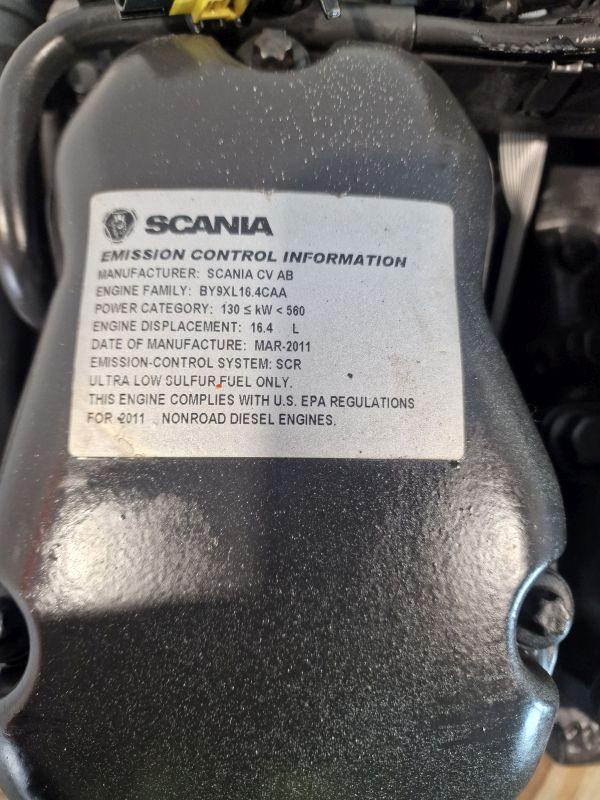 SCANIA
EMISSION CONTROL INFORMATION
MANUFACTURER: SCANIA CV AB
ENGINE FAMILY: BY9XL16.4CAA
POWER CATEGORY: 130 ≤ kW < 560
ENGINE DISPLACEMENT: 16.4 L
DATE OF MANUFACTURE: MAR-2011
EMISSION-CONTROL SYSTEM: SCR
ULTRA LOW SULFUR FUEL ONLY.
THIS ENGINE COMPLIES WITH U.S. EPA REGULATIONS
FOR 2011 NONROAD DIESEL ENGINES.